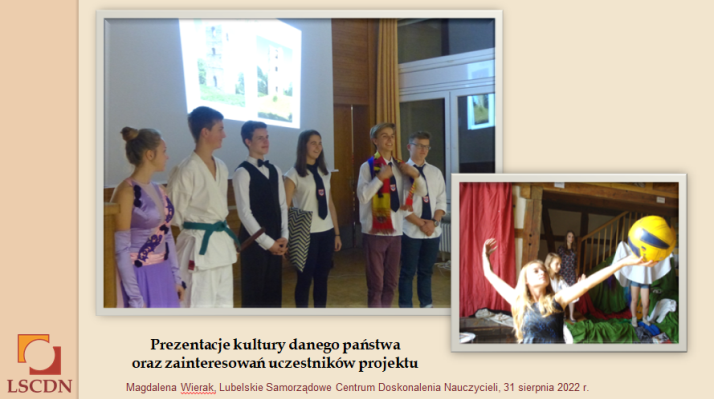 Prezentacje kultury danego państwa
oraz zainteresowań uczestników projektu
LSCDN
Magdalena Wierak, Lubelskie Samorządowe Centrum Doskonalenia Nauczycieli, 31 sierpnia 2022 r.